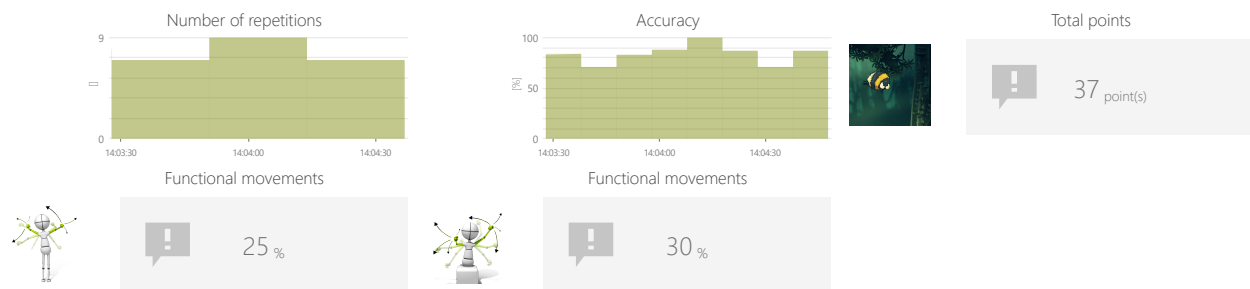 Number of repetitions
9
[]
0
14:03:30
14:04:00
14:04:30
Accuracy
100
[%]
50
0
14:03:30
14:04:00
14:04:30
Total points
37 point(s)
Functional movements
25 %
Functional movements
30 %